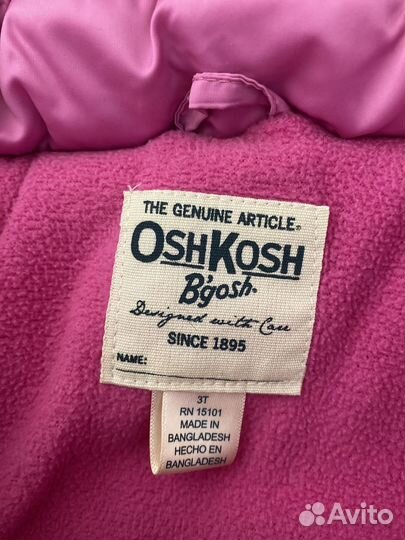 THE GENUINE ARTICLE®
OSHKOSH
B'gosh®
Designed with Care
SINCE 1895
NAME:
3T
RN 15101
MADE IN
BANGLADESH
HECHO EN
BANGLADESH
Avito